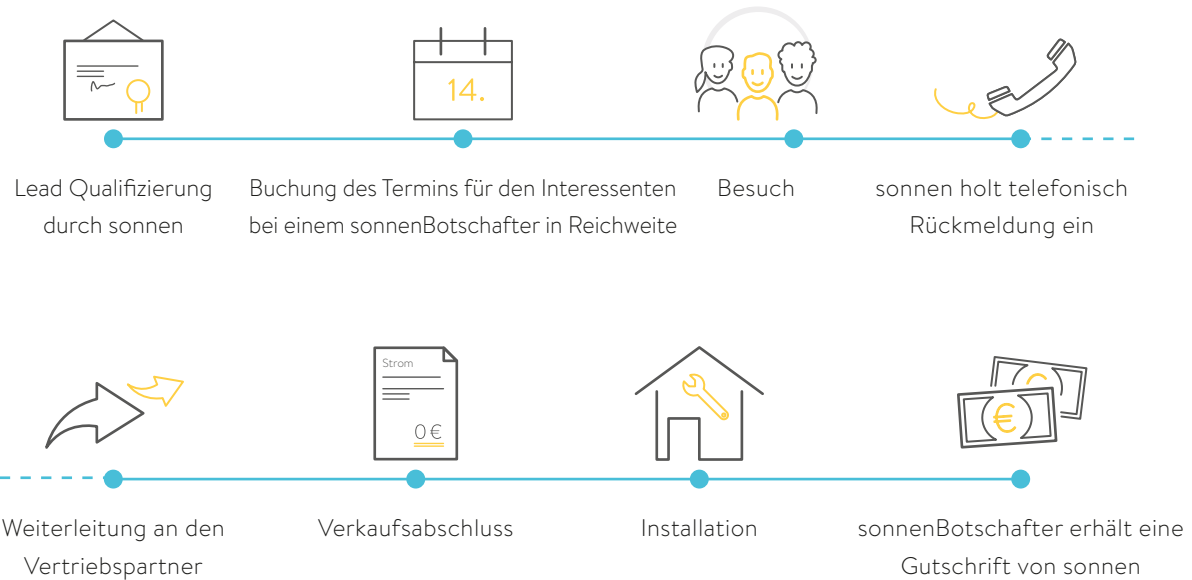 14.
Lead Qualifizierung
durch sonnen
Buchung des Termins für den Interessenten
bei einem sonnenBotschafter in Reichweite
Besuch
sonnen holt telefonisch
Rückmeldung ein
Strom
0 €
€
Weiterleitung an den
Vertriebspartner
Verkaufsabschluss
Installation
sonnenBotschafter erhält eine
Gutschrift von sonnen